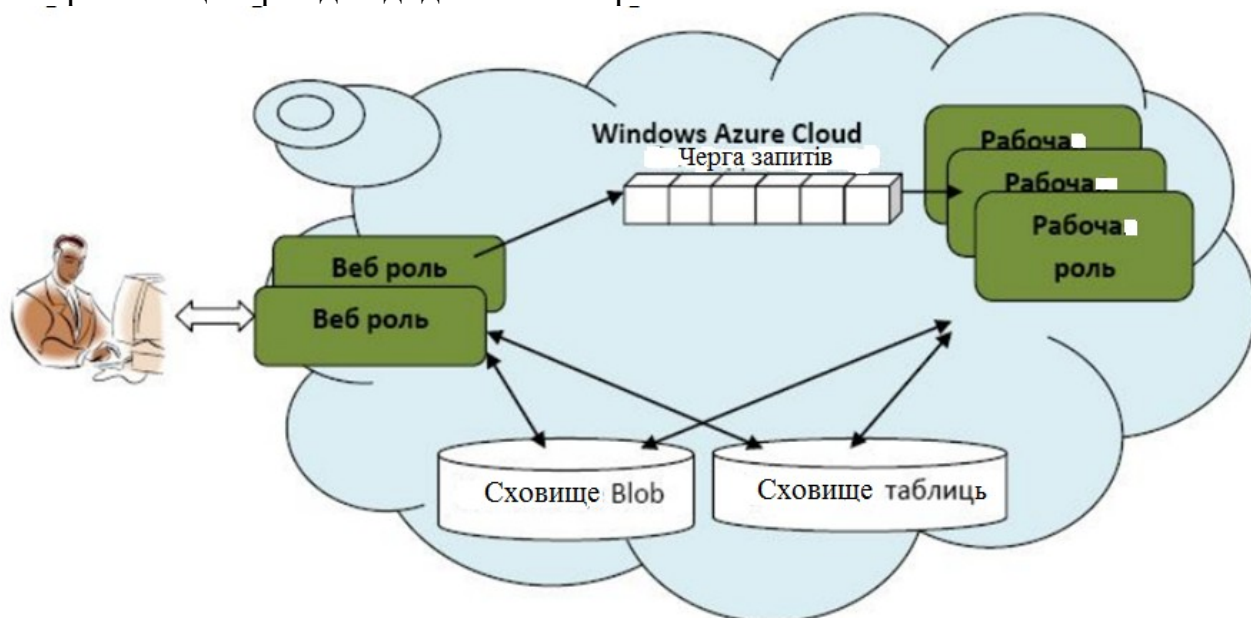 Windows Azure Cloud
Черга запитів
Рабоча
Рабоча
Рабоча
роль
Веб роль
Веб роль
Сховище Blob
Сховище таблиць